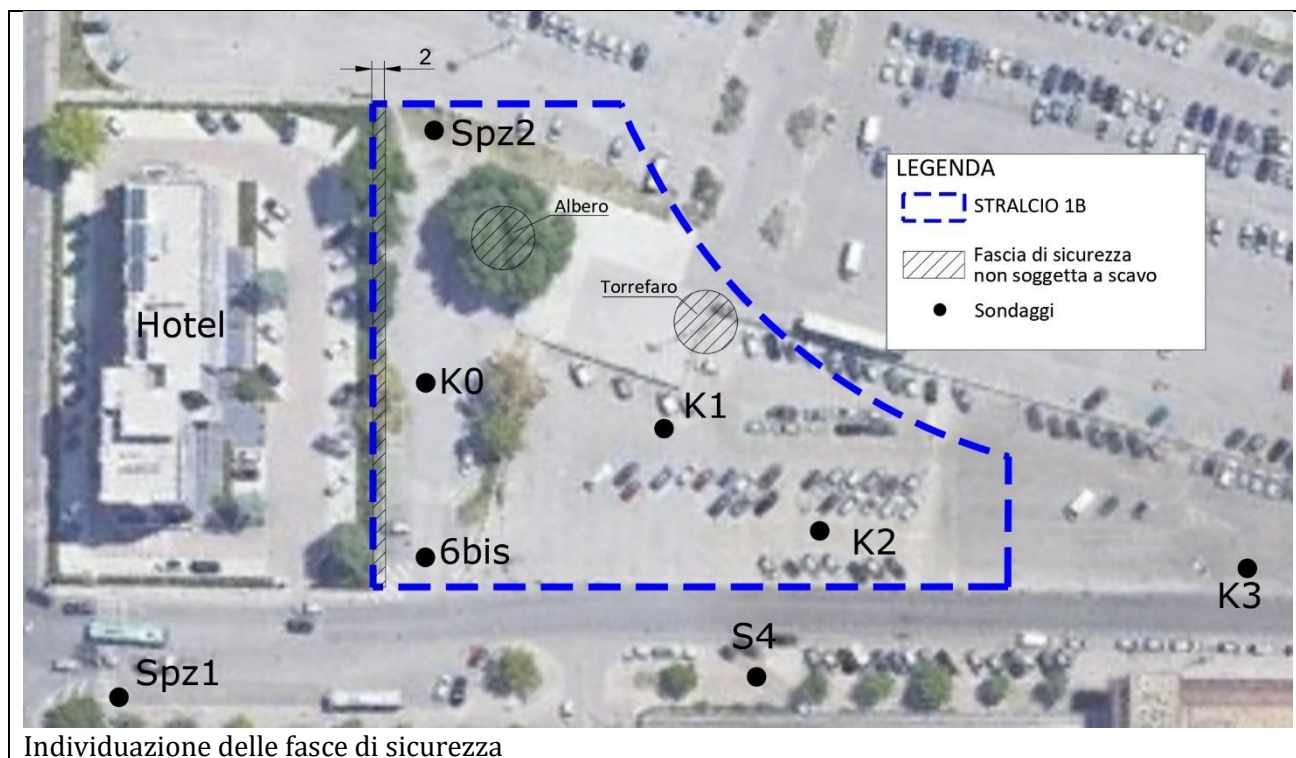 2
Spz2
LEGENDA
STRALCIO 1B
Fascia di sicurezza
non soggetta a scavo
Sondaggi
Albero
Torrefaro
Hotel
K0
K1
6bis
K2
K3
S4
Spz1
Individuazione delle fasce di sicurezza